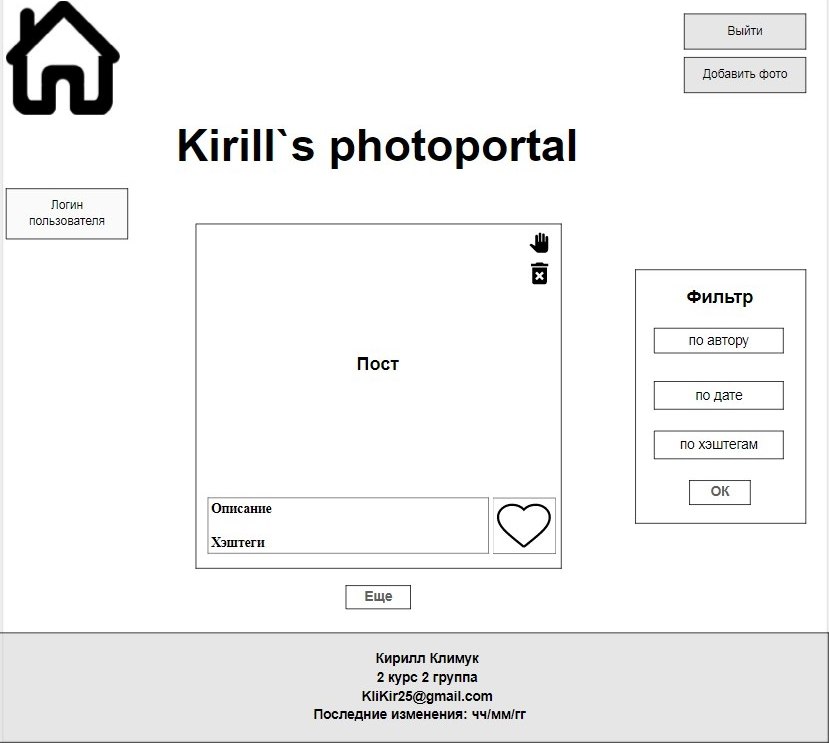 Выйти
Добавить фото
Kirill`s photoportal
Логин
пользователя
Пост
Описание
Хэштеги
Еще
Фильтр
по автору
по дате
по хэштегам
ОК
Кирилл Климук
2 курс 2 группа
KliKir25@gmail.com
Последние изменения: чч/мм/гг